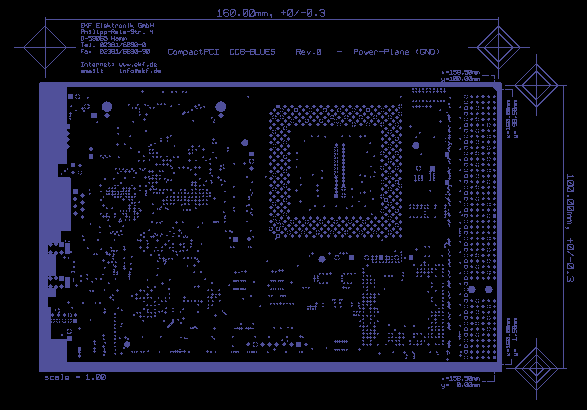 160.00mm, +0/-0.3
EKF Elektronik GmbH
Philipp-Reis-Str. 4
D-59065 Hamm
Tel. 02381/6890-0
Fax 02381/6890-90
CompactPCI CC8-BLUES Rev.0 - Power-Plane (GND)
Internet: www.ekf.de
email: info@ekf.de
x=158.50mm
y=100.00mm
100.00mm, +0/-0.3
scale = 1.00
x=158.50mm
y= 0.00mm